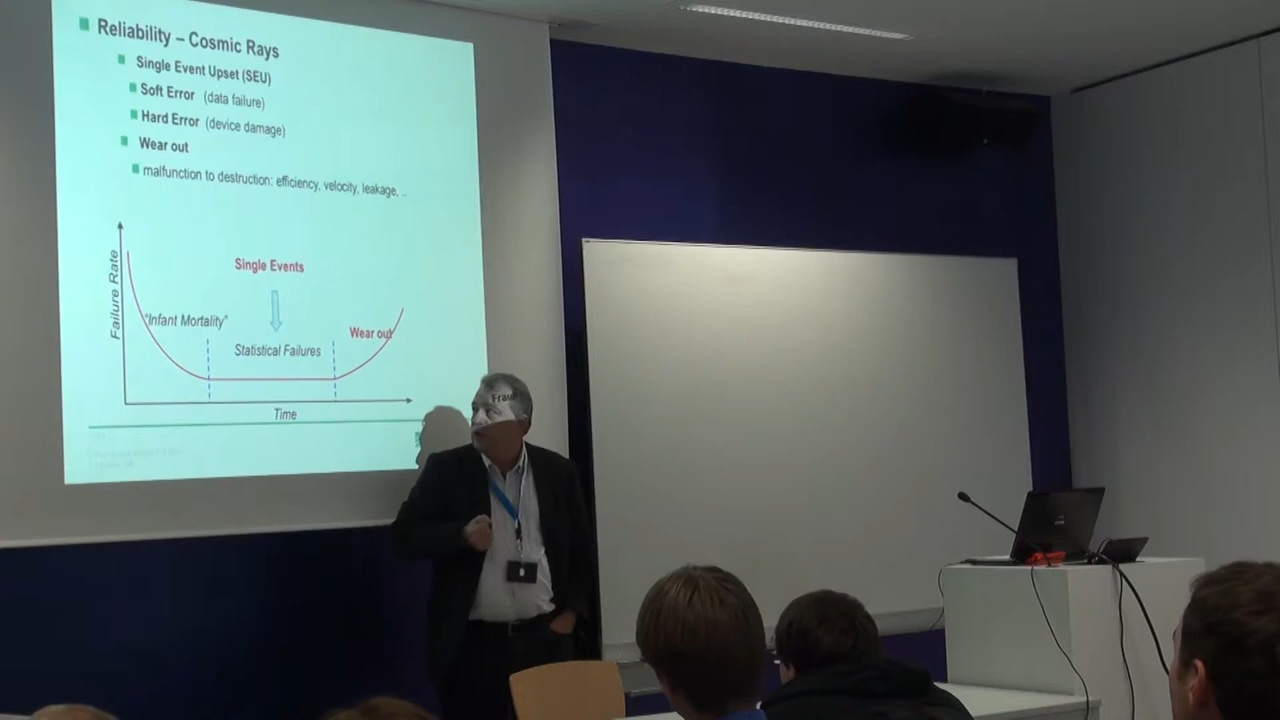 Reliability – Cosmic Rays
Single Event Upset (SEU)
Soft Error (data failure)
Hard Error (device damage)
Wear out
malfunction to destruction: efficiency, velocity, leakage, ..
Failure Rate
Single Events
"Infant Mortality"
Wear out
Statistical Failures
Time
Frau